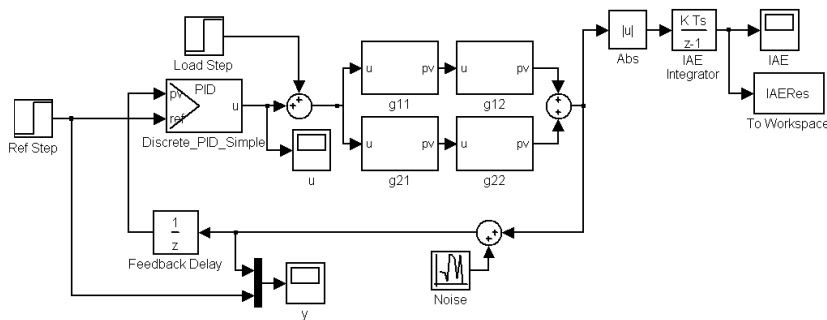 Load Step
PID
pv
u
ref
Discrete_PID_Simple
Ref Step
u
u
pv
g11
u
pv
g12
u
pv
g21
u
pv
g22
|u|
Abs
K Ts
z-1
IAE
Integrator
IAE
IAERes
To Workspace
1
z
Feedback Delay
Noise
y